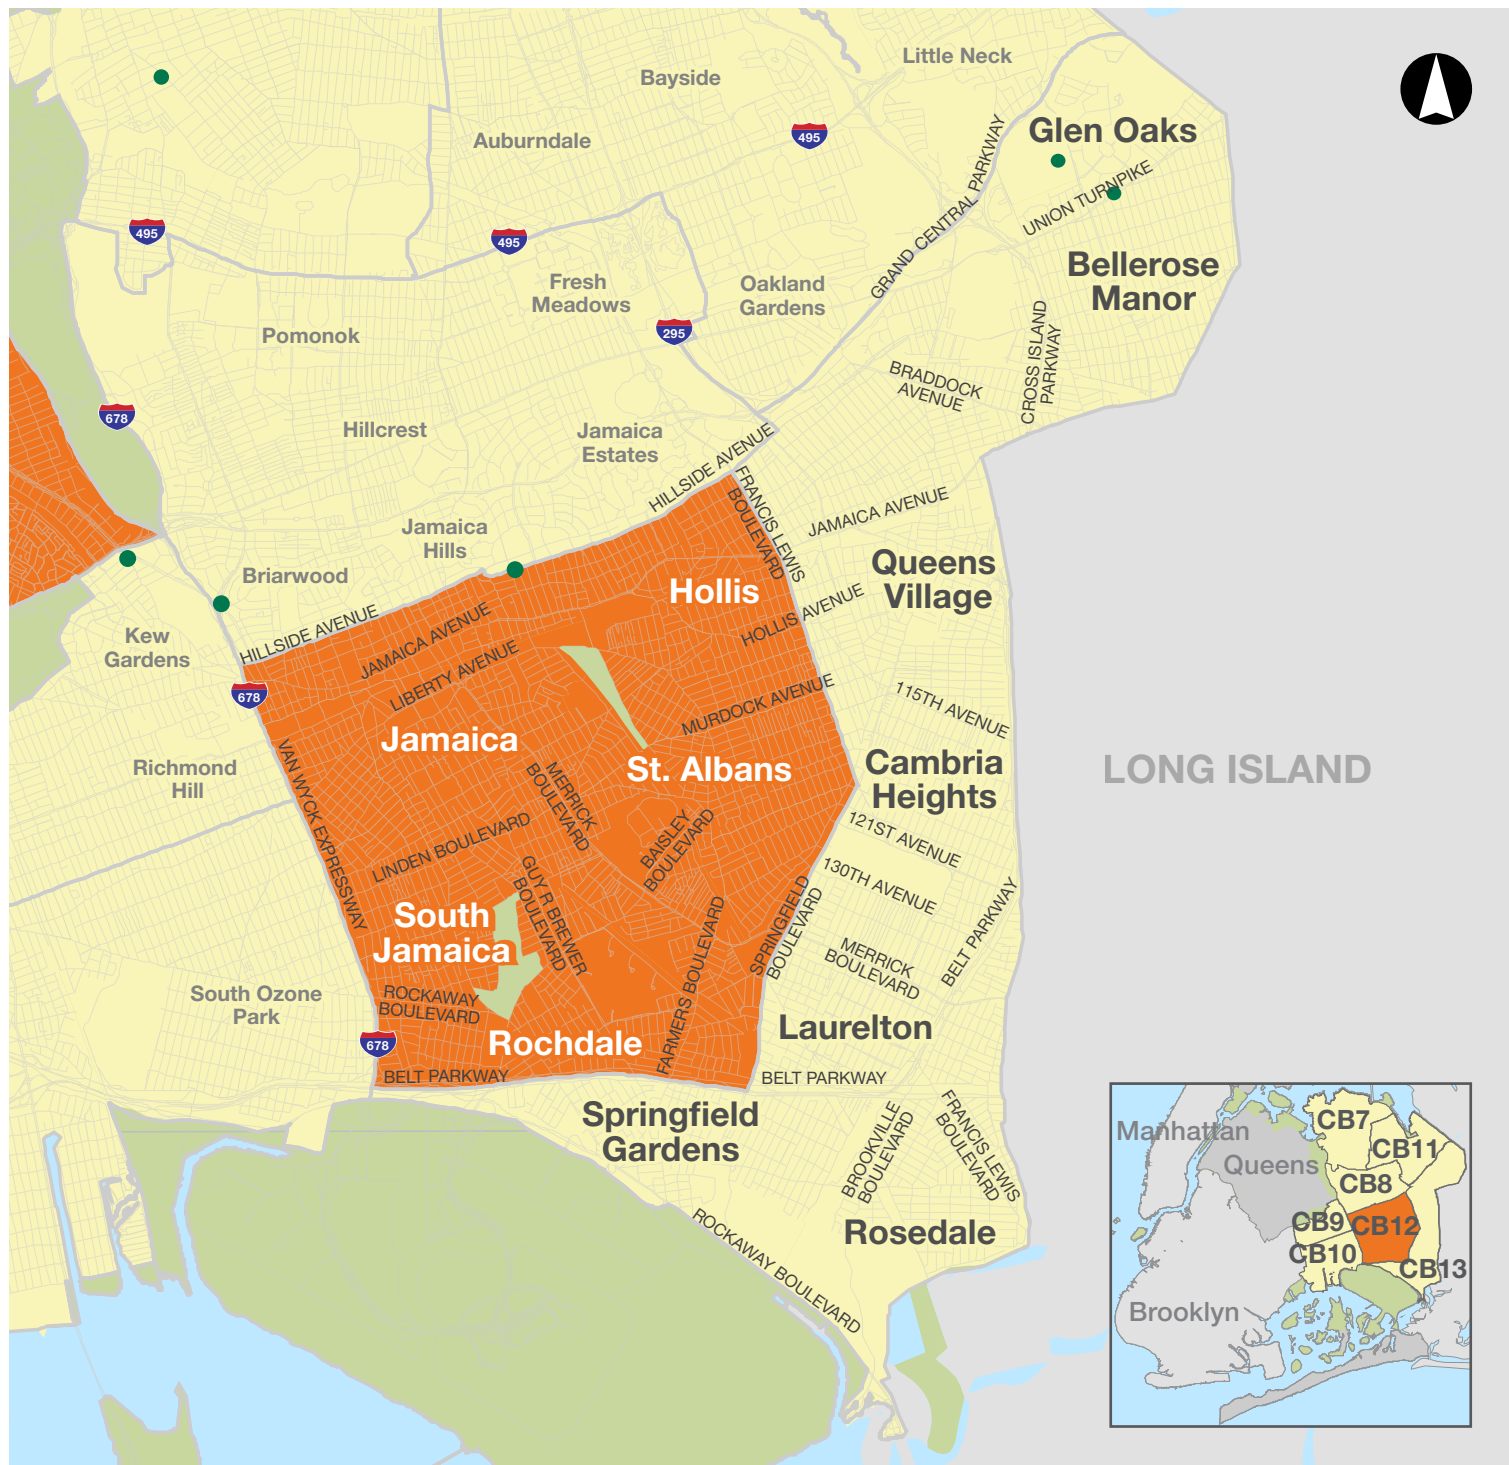 Little Neck
Bayside
495
Auburndale
Glen Oaks
GRAND CENTRAL PARKWAY
UNION TURNPIKE
495
495
Fresh
Meadows
Oakland
Gardens
Bellerose
Manor
295
Pomonok
CROSS ISLAND
PARKWAY
BRADDOCK
AVENUE
678
Hillcrest
Jamaica
Estates
HILLSIDE AVENUE
FRANCIS LEWIS
BOULEVARD
JAMAICA AVENUE
Jamaica
Hills
Briarwood
Queens
Village
Hollis
HOLLIS AVENUE
Kew
Gardens
HILLSIDE AVENUE
JAMAICA AVENUE
LIBERTY AVENUE
678
MURDOCK AVENUE
115TH AVENUE
Jamaica
St. Albans
Cambria
Heights
LONG ISLAND
Richmond
Hill
VAN WYCK EXPRESSWAY
MERRICK
BOULEVARD
BAISLEY
BOULEVARD
LINDEN BOULEVARD
121ST AVENUE
130TH AVENUE
GUY R BREWER
BOULEVARD
South
Jamaica
FARMERS BOULEVARD
SPRINGFIELD
BOULEVARD
MERRICK
BOULEVARD
BELT PARKWAY
South Ozone
Park
ROCKAWAY
BOULEVARD
678
Rochdale
Laurelton
BELT PARKWAY
BELT PARKWAY
Springfield
Gardens
BROOKVILLE
BOULEVARD
FRANCIS LEWIS
BOULEVARD
Rosedale
ROCKAWAY BOULEVARD
Manhattan
Queens
CB7
CB11
CB8
CB9
CB12
CB10
CB13
Brooklyn